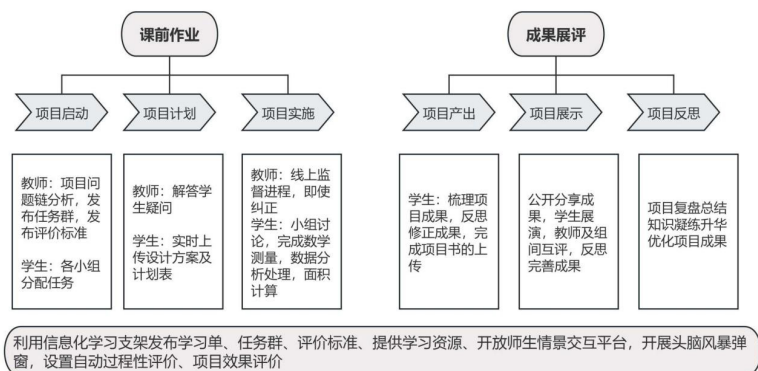 课前作业
成果展评
项目启动
项目计划
项目实施
项目产出
项目展示
项目反思
教师：项目问
题链分析，发
布任务群，发
布评价标准
学生：各小组
分配任务
教师：解答学
生疑问
学生：实时上
传设计方案及
计划表
教师：线上监
督进程，即使
纠正
学生：小组讨
论，完成数学
测量，数据分
析处理，面积
计算
学生：梳理项
目成果，反思
修正成果，完
成项目书的上
传
公开分享成
果，学生展
演，教师及组
间互评，反思
完善成果
项目复盘总结
知识凝练升华
优化项目成果
利用信息化学习支架发布学习单、任务群、评价标准、提供学习资源、开放师生情景交互平台，开展头脑风暴弹
窗，设置自动过程性评价、项目效果评价